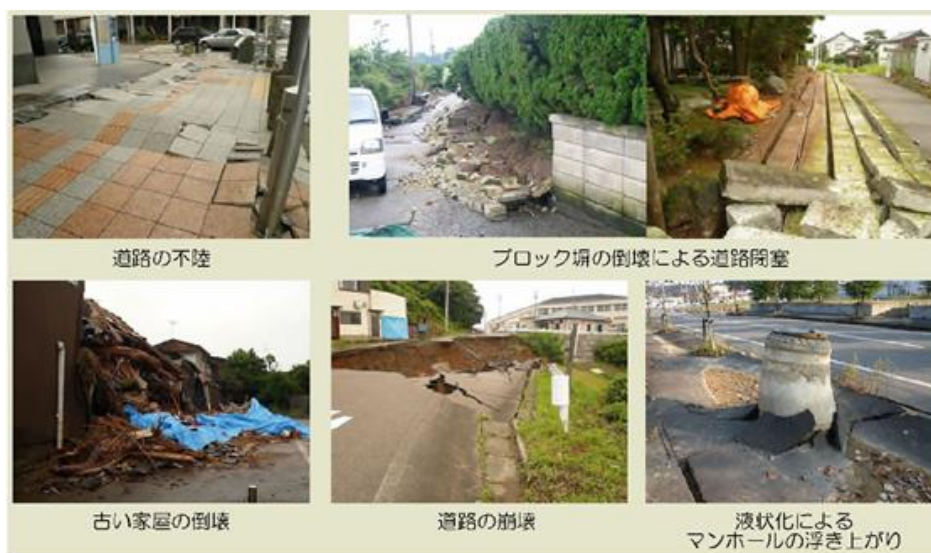 道路の不陸
ブロック塀の倒壊による道路閉塞
古い家屋の倒壊
道路の崩壊
液状化による
マンホールの浮き上がり